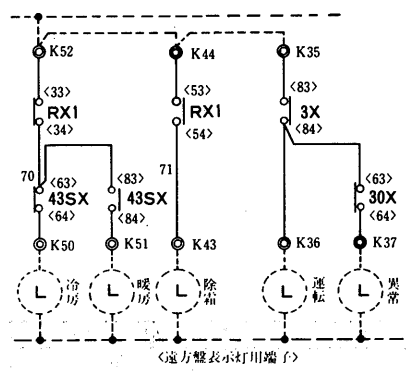 K52
K44
K35
<33>
<53>
<83>
RX1
RX1
3X
<34>
<54>
<84>
70
<63>
<83>
71
<63>
43SX
43SX
30X
<64>
<84>
<64>
K50
K51
K43
K36
K37
L 冷房
L 暖房
L 除霜
L 運転
L 異常
<遠方盤表示灯用端子>